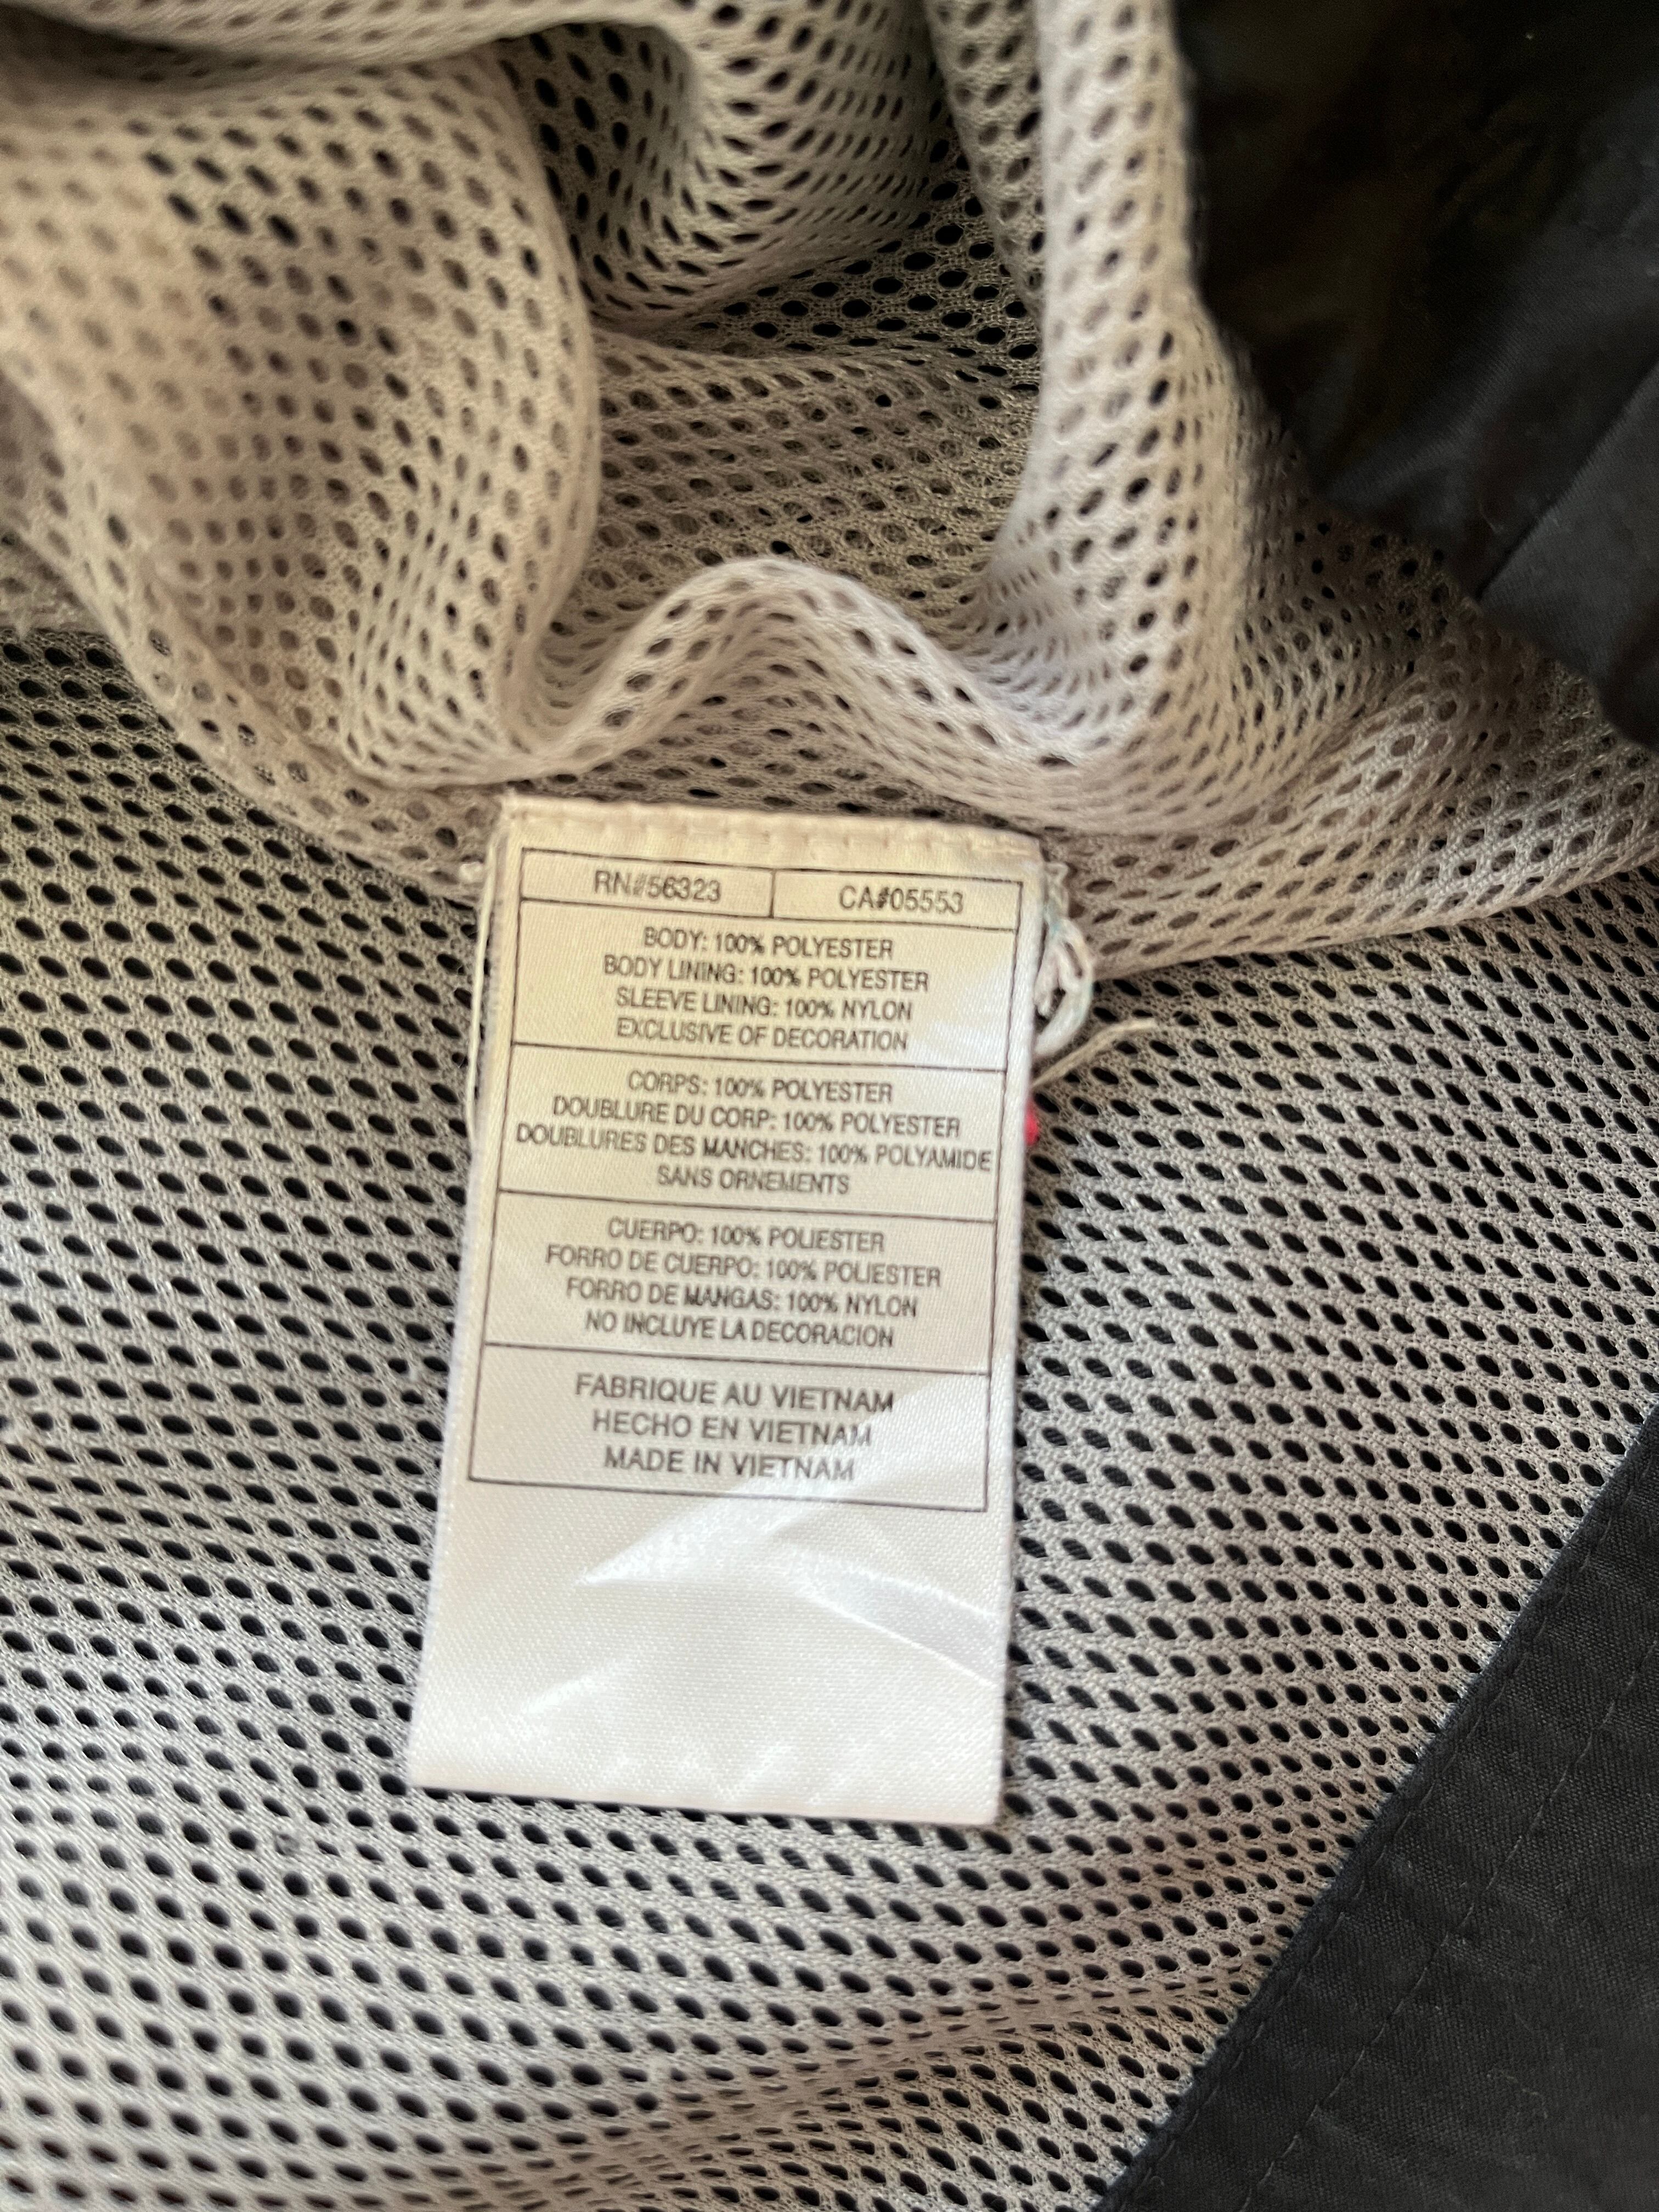 RN#56323 CA#05553
BODY: 100% POLYESTER
BODY LINING: 100% POLYESTER
SLEEVE LINING: 100% NYLON
EXCLUSIVE OF DECORATION
CORPS: 100% POLYESTER
DOUBLURE DU CORP: 100% POLYESTER
DOUBLURES DES MANCHES: 100% POLYAMIDE
SANS ORNEMENTS
CUERPO: 100% POLIESTER
FORRO DE CUERPO: 100% POLIESTER
FORRO DE MANGAS: 100% NYLON
NO INCLUYE LA DECORACION
FABRIQUE AU VIETNAM
HECHO EN VIETNAM
MADE IN VIETNAM